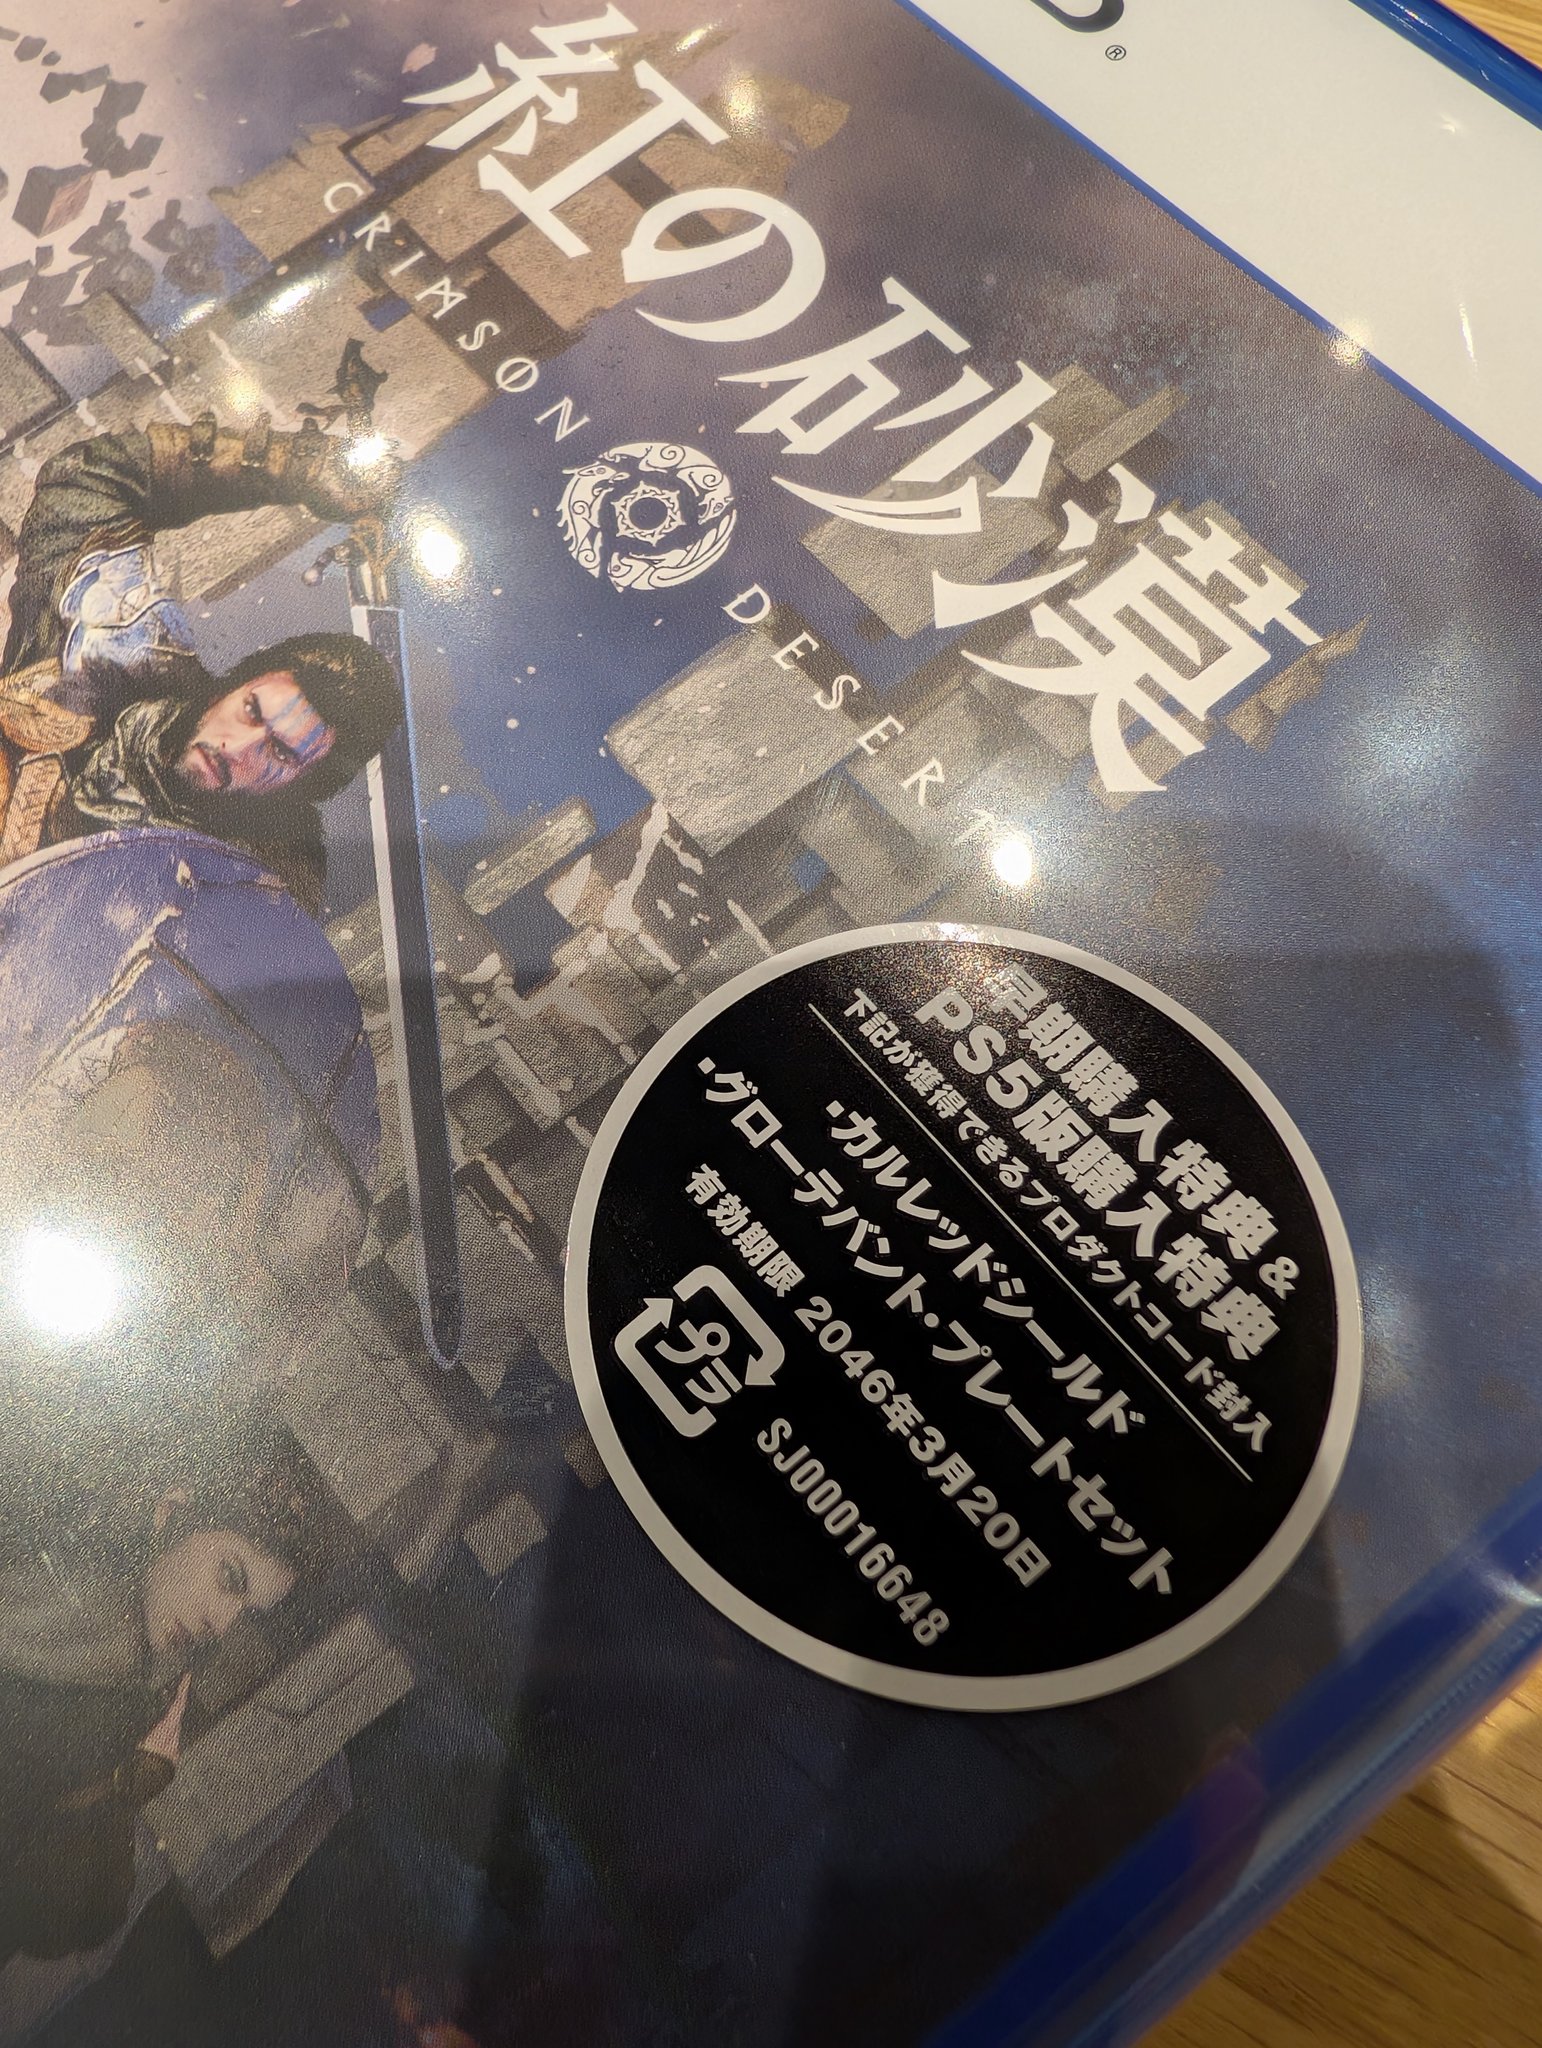 紅の砂漠
CRIMSON DESERT
早期購入特典&
PS5版購入特典
下記が獲得できるプロダクトコード封入
・カルレッドシールド
・グローテバント・プレートセット
有効期限 2046年3月20日
プラ
SJ00016648